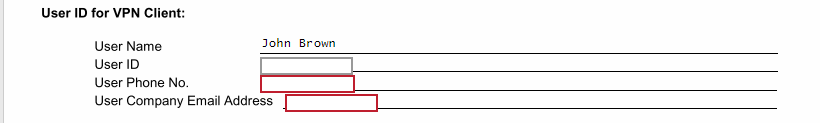 User ID for VPN Client:
User Name John Brown
User ID
User Phone No.
User Company Email Address